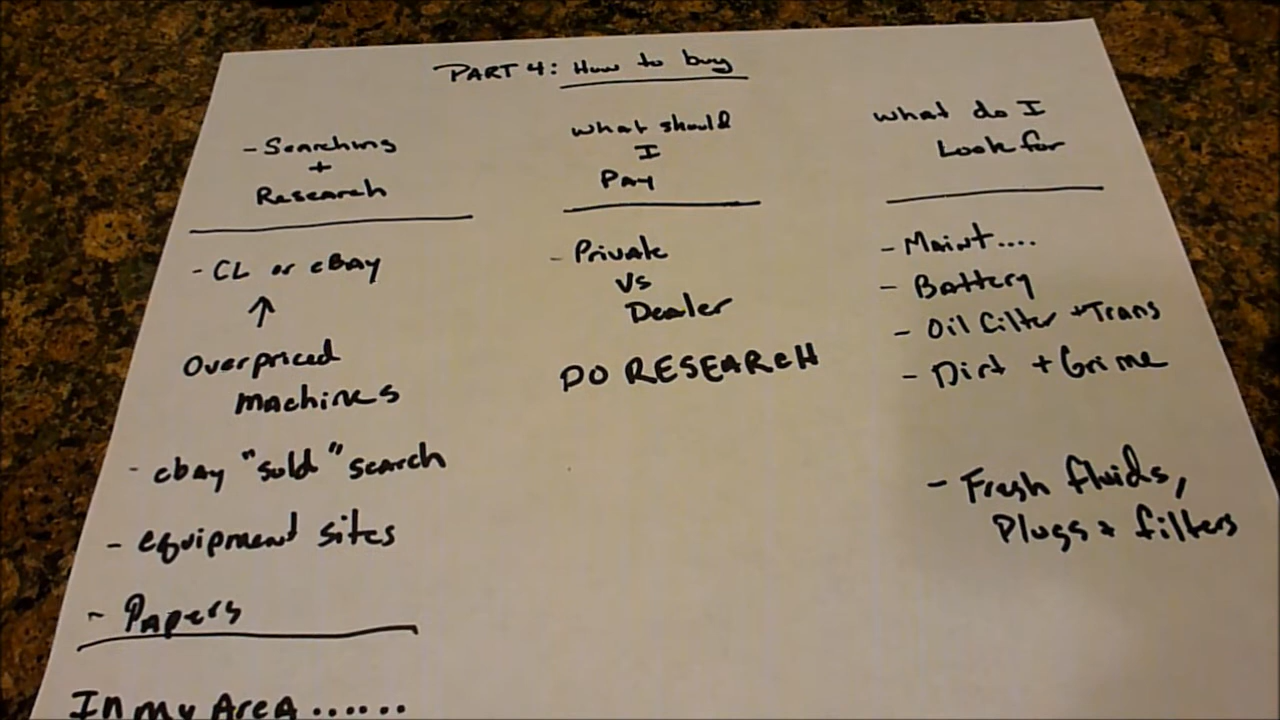 PART 4: How to buy
- Searching
+
Research
- CL or eBay
↑
Overpriced
machines
- ebay "sold" search
- equipment sites
- Papers
In my Area ......
what should
I
Pay
- Private
vs
Dealer
DO RESEARCH
what do I
Look for
- Maint....
- Battery
- Oil filter + Trans
- Dirt + Grime
- Fresh fluids,
Plugs + filters